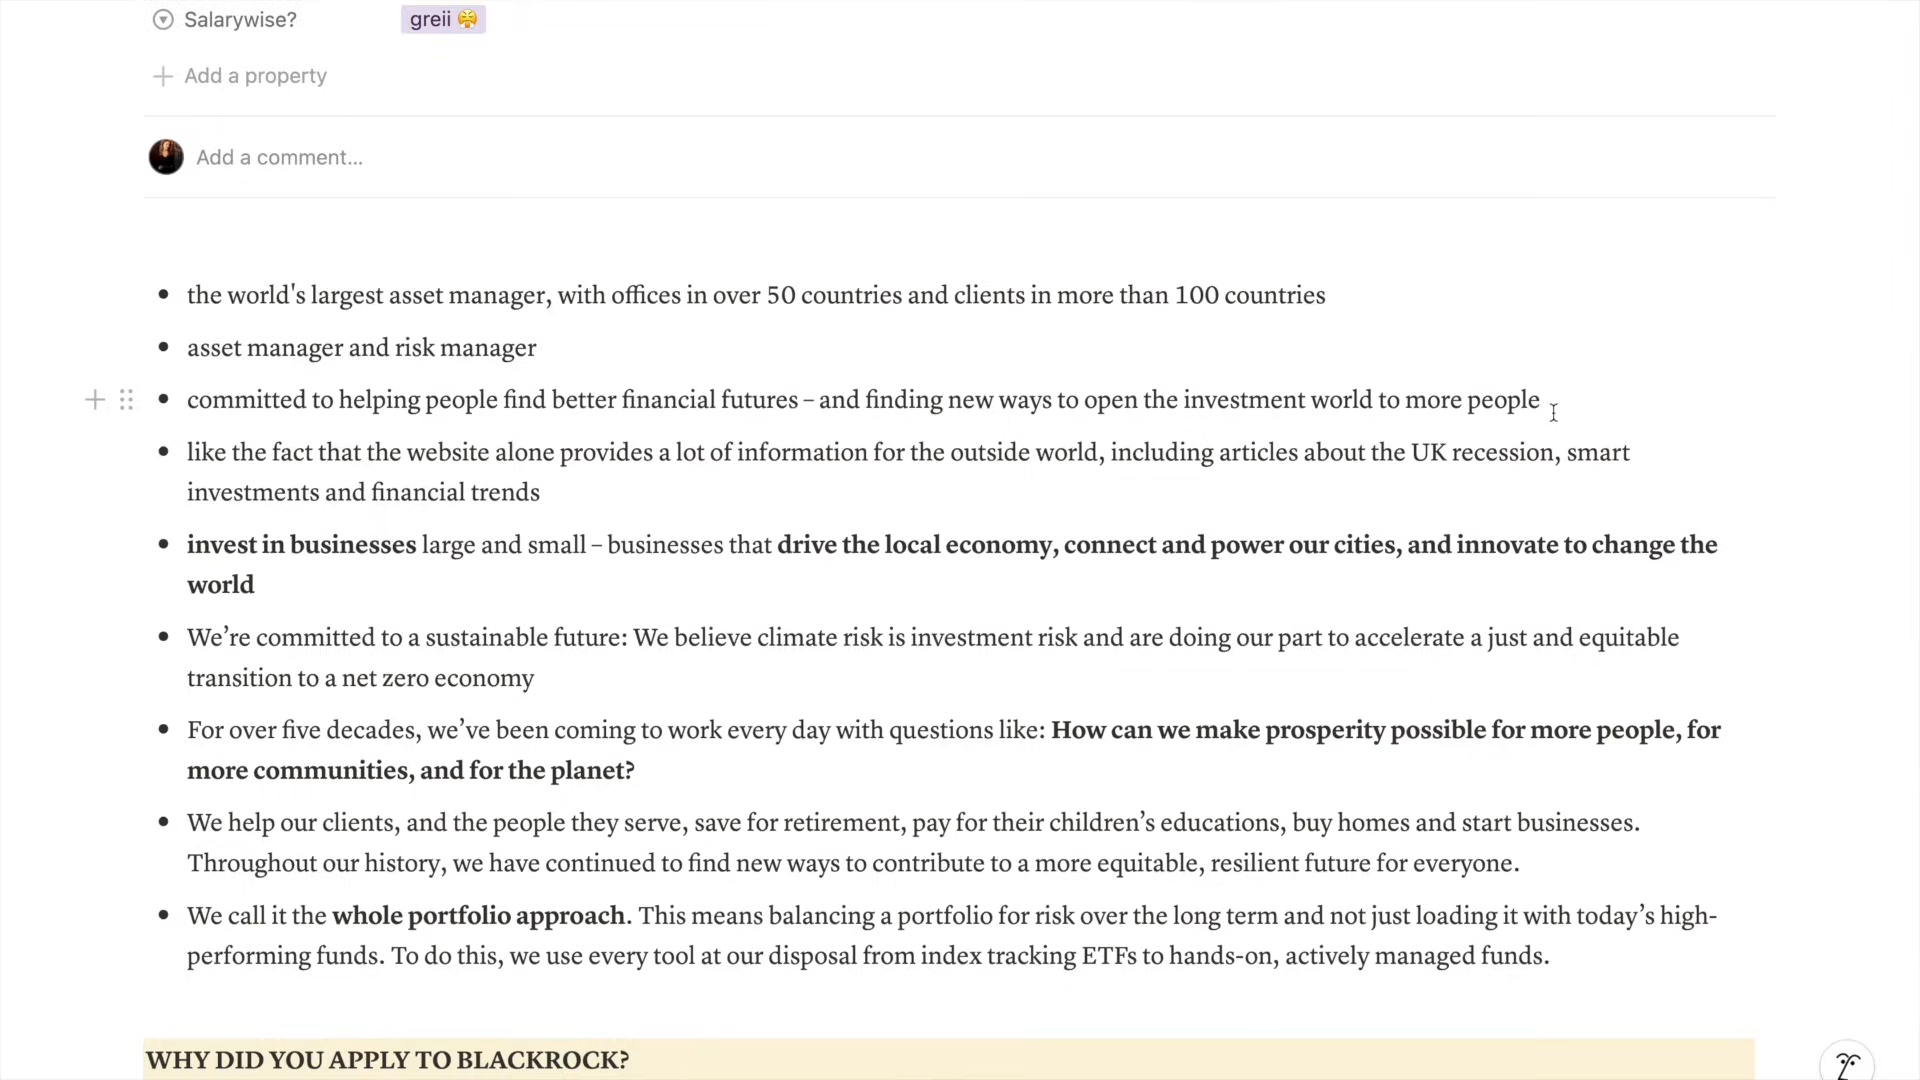 Salarywise? greii 😤
Add a property
Add a comment...
• the world's largest asset manager, with offices in over 50 countries and clients in more than 100 countries
• asset manager and risk manager
• committed to helping people find better financial futures – and finding new ways to open the investment world to more people
• like the fact that the website alone provides a lot of information for the outside world, including articles about the UK recession, smart
investments and financial trends
• invest in businesses large and small – businesses that drive the local economy, connect and power our cities, and innovate to change the
world
• We’re committed to a sustainable future: We believe climate risk is investment risk and are doing our part to accelerate a just and equitable
transition to a net zero economy
• For over five decades, we’ve been coming to work every day with questions like: How can we make prosperity possible for more people, for
more communities, and for the planet?
• We help our clients, and the people they serve, save for retirement, pay for their children’s educations, buy homes and start businesses.
Throughout our history, we have continued to find new ways to contribute to a more equitable, resilient future for everyone.
• We call it the whole portfolio approach. This means balancing a portfolio for risk over the long term and not just loading it with today’s high-
performing funds. To do this, we use every tool at our disposal from index tracking ETFs to hands-on, actively managed funds.
WHY DID YOU APPLY TO BLACKROCK?